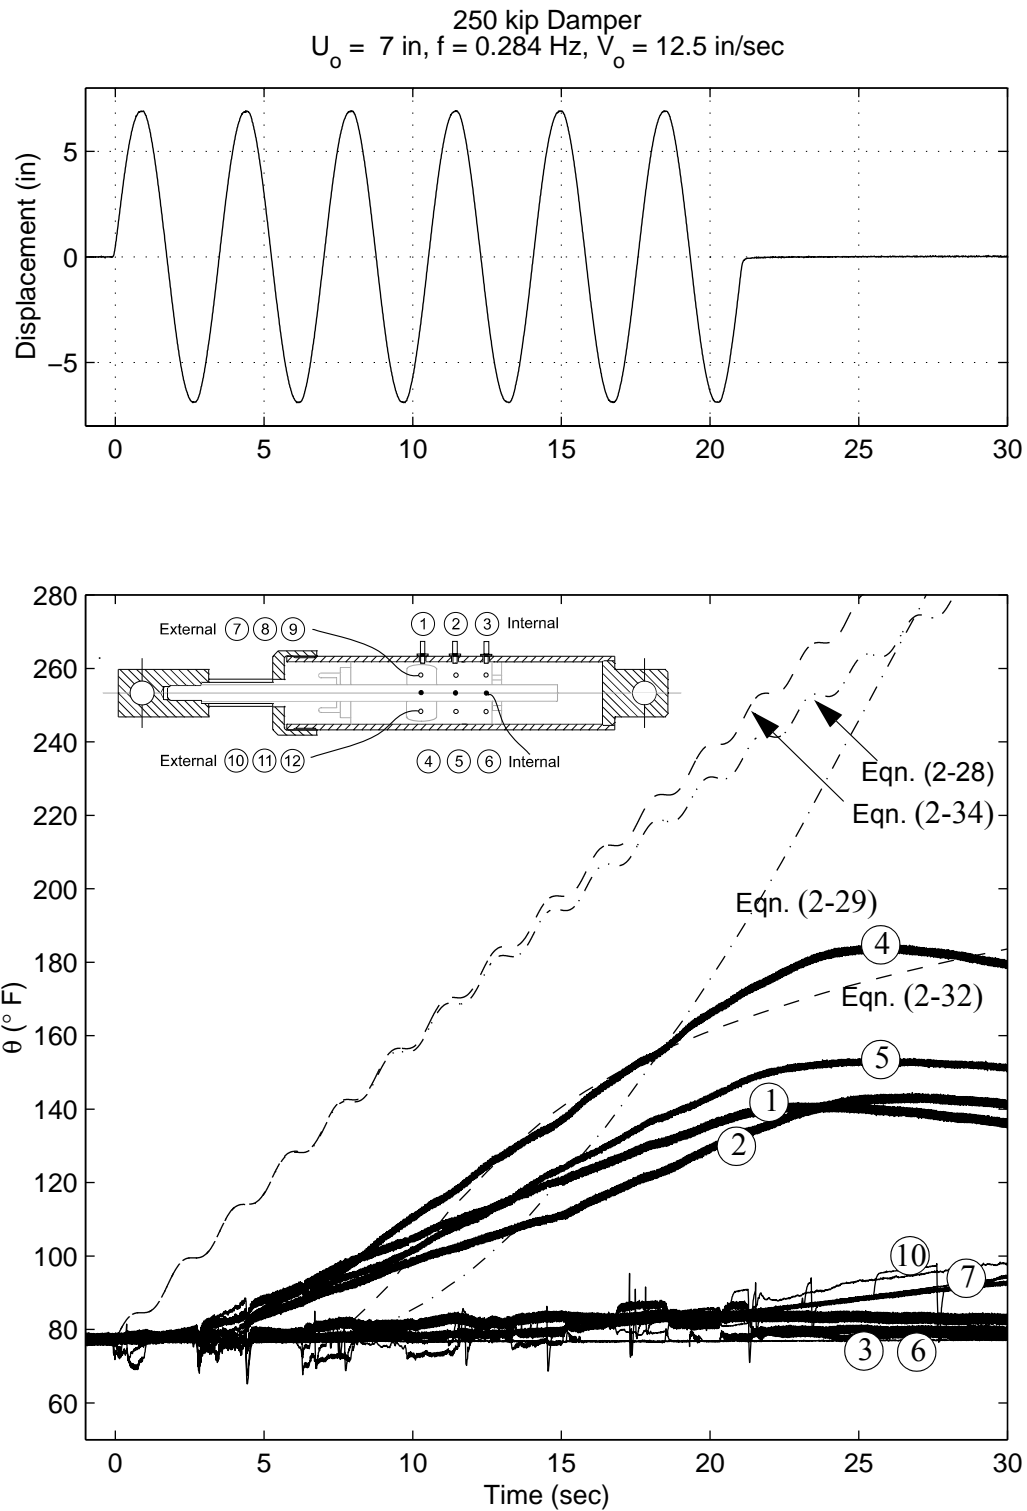 250 kip Damper
U_o = 7 in, f = 0.284 Hz, V_o = 12.5 in/sec
Displacement (in)
5
0
−5
0 5 10 15 20 25 30
280
260
240
220
200
180
160
140
120
100
80
60
θ (° F)
External 7 8 9
1 2 3 Internal
External 10 11 12
4 5 6 Internal
Eqn. (2-28)
Eqn. (2-34)
Eqn. (2-29)
4
Eqn. (2-32)
5
1
2
10
7
3 6
0 5 10 15 20 25 30
Time (sec)